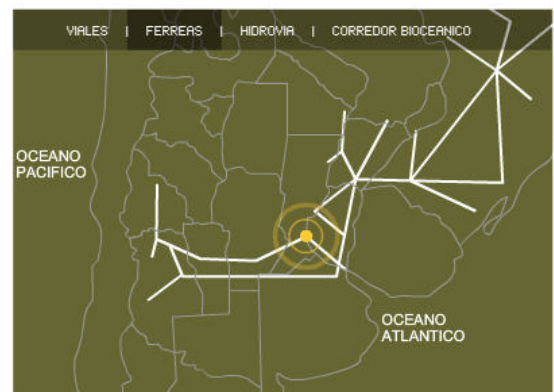 VIALES | FERREAS | HIDROVIA | CORREDOR BIOCEANICO
OCEANO
PACIFICO
OCEANO
ATLANTICO